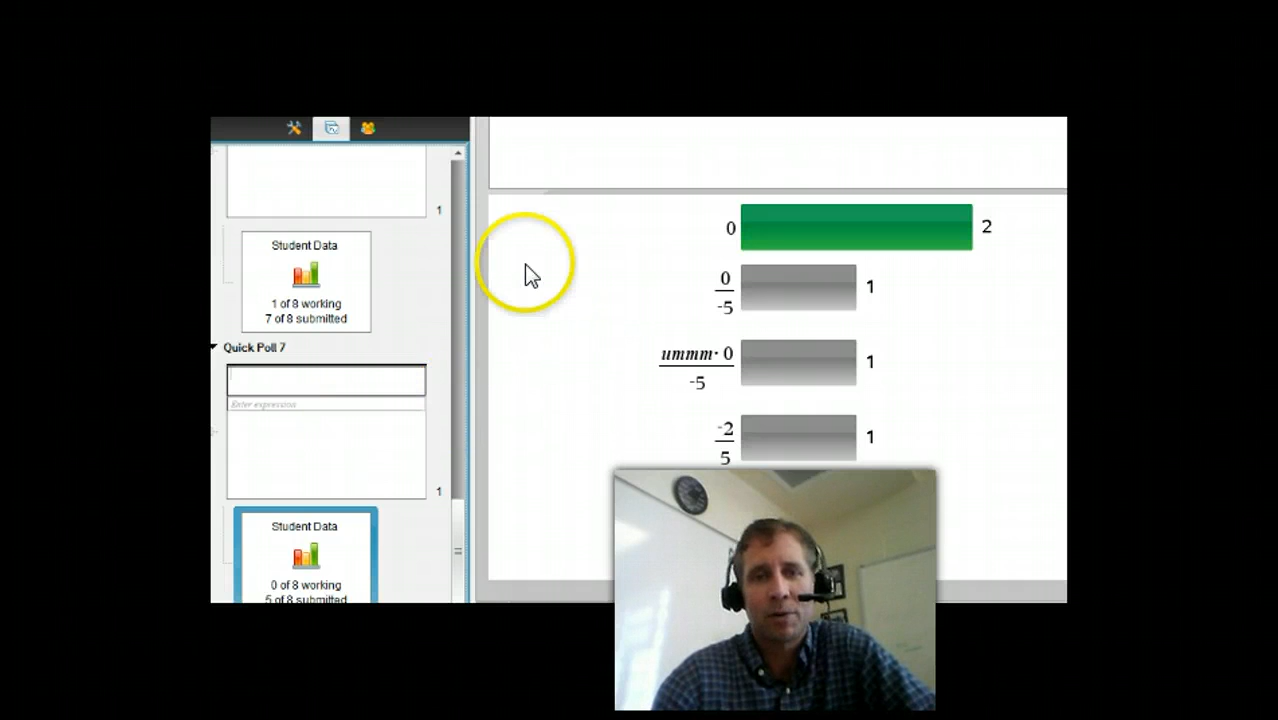 1
Student Data
1 of 8 working
7 of 8 submitted
Quick Poll 7
Enter expression
1
Student Data
0 of 8 working
5 of 8 submitted
0 2
0
-5
1
ummm· 0
-5
1
-2
5
1